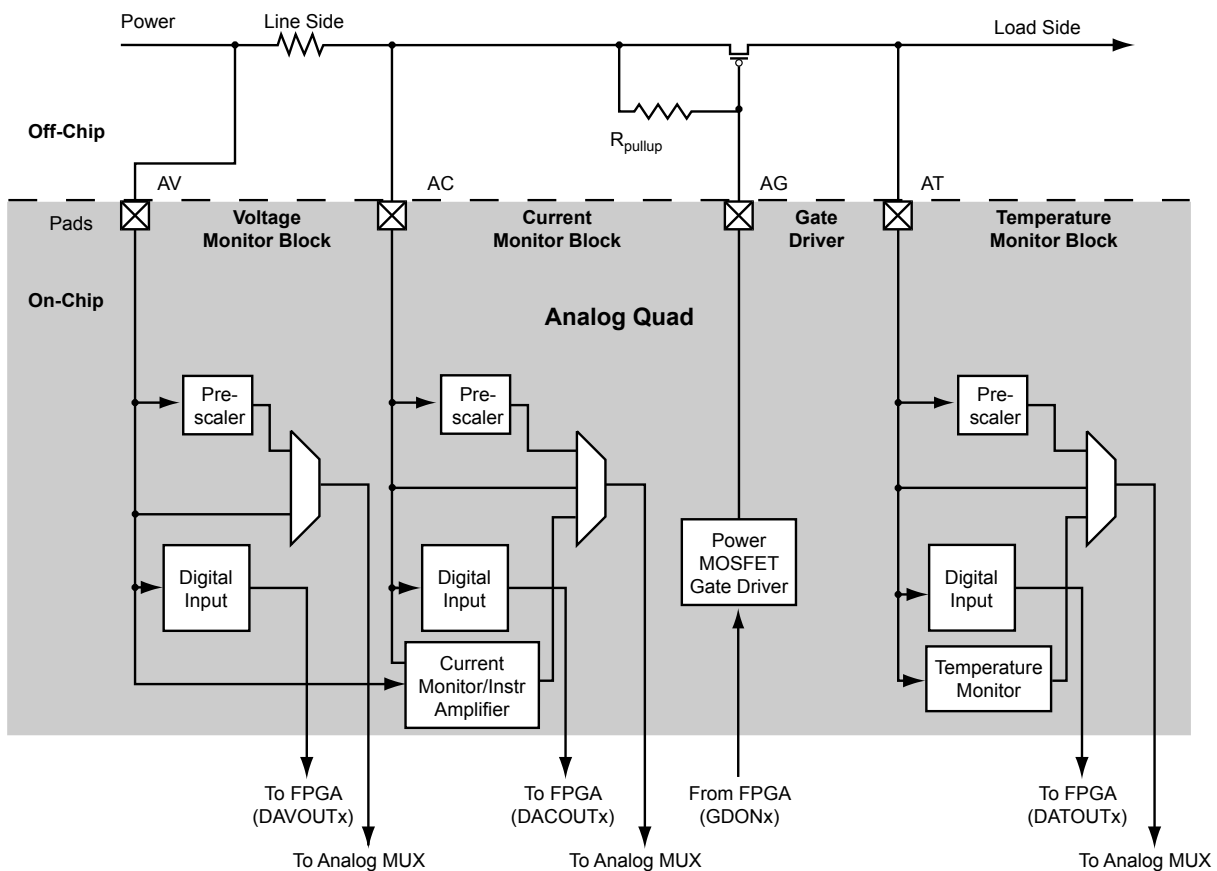 Power
Line Side
Load Side
Off-Chip
Rpullup
AV
AC
AG
AT
Pads
Voltage
Monitor Block
Current
Monitor Block
Gate
Driver
Temperature
Monitor Block
On-Chip
Analog Quad
Pre-
scaler
Pre-
scaler
Pre-
scaler
Digital
Input
Digital
Input
Power
MOSFET
Gate Driver
Digital
Input
Current
Monitor/Instr
Amplifier
Temperature
Monitor
To FPGA
(DAVOUTx)
To FPGA
(DACOUTx)
From FPGA
(GDONx)
To FPGA
(DATOUTx)
To Analog MUX
To Analog MUX
To Analog MUX